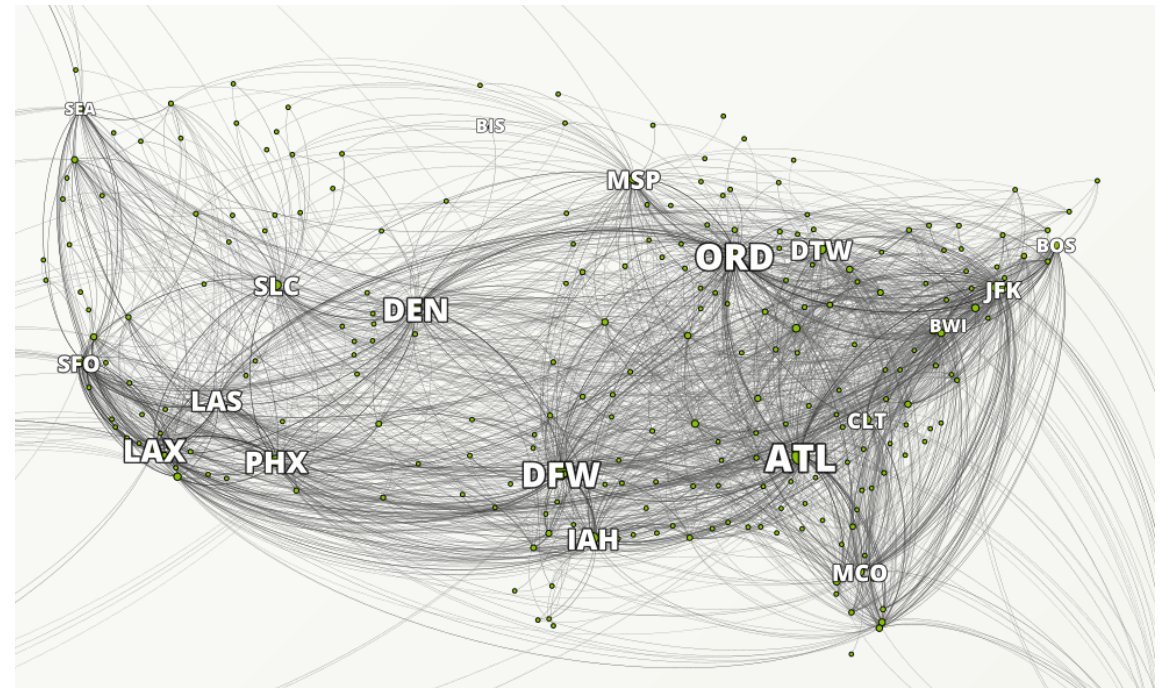 SEA
BIS
MSP
BOS
ORD
DTW
SLC
JFK
DEN
BWI
SFO
LAS
CLT
LAX
PHX
ATL
DFW
IAH
MCO